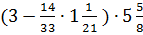 (3 − 14/33 · 1 1/21) · 5 5/8